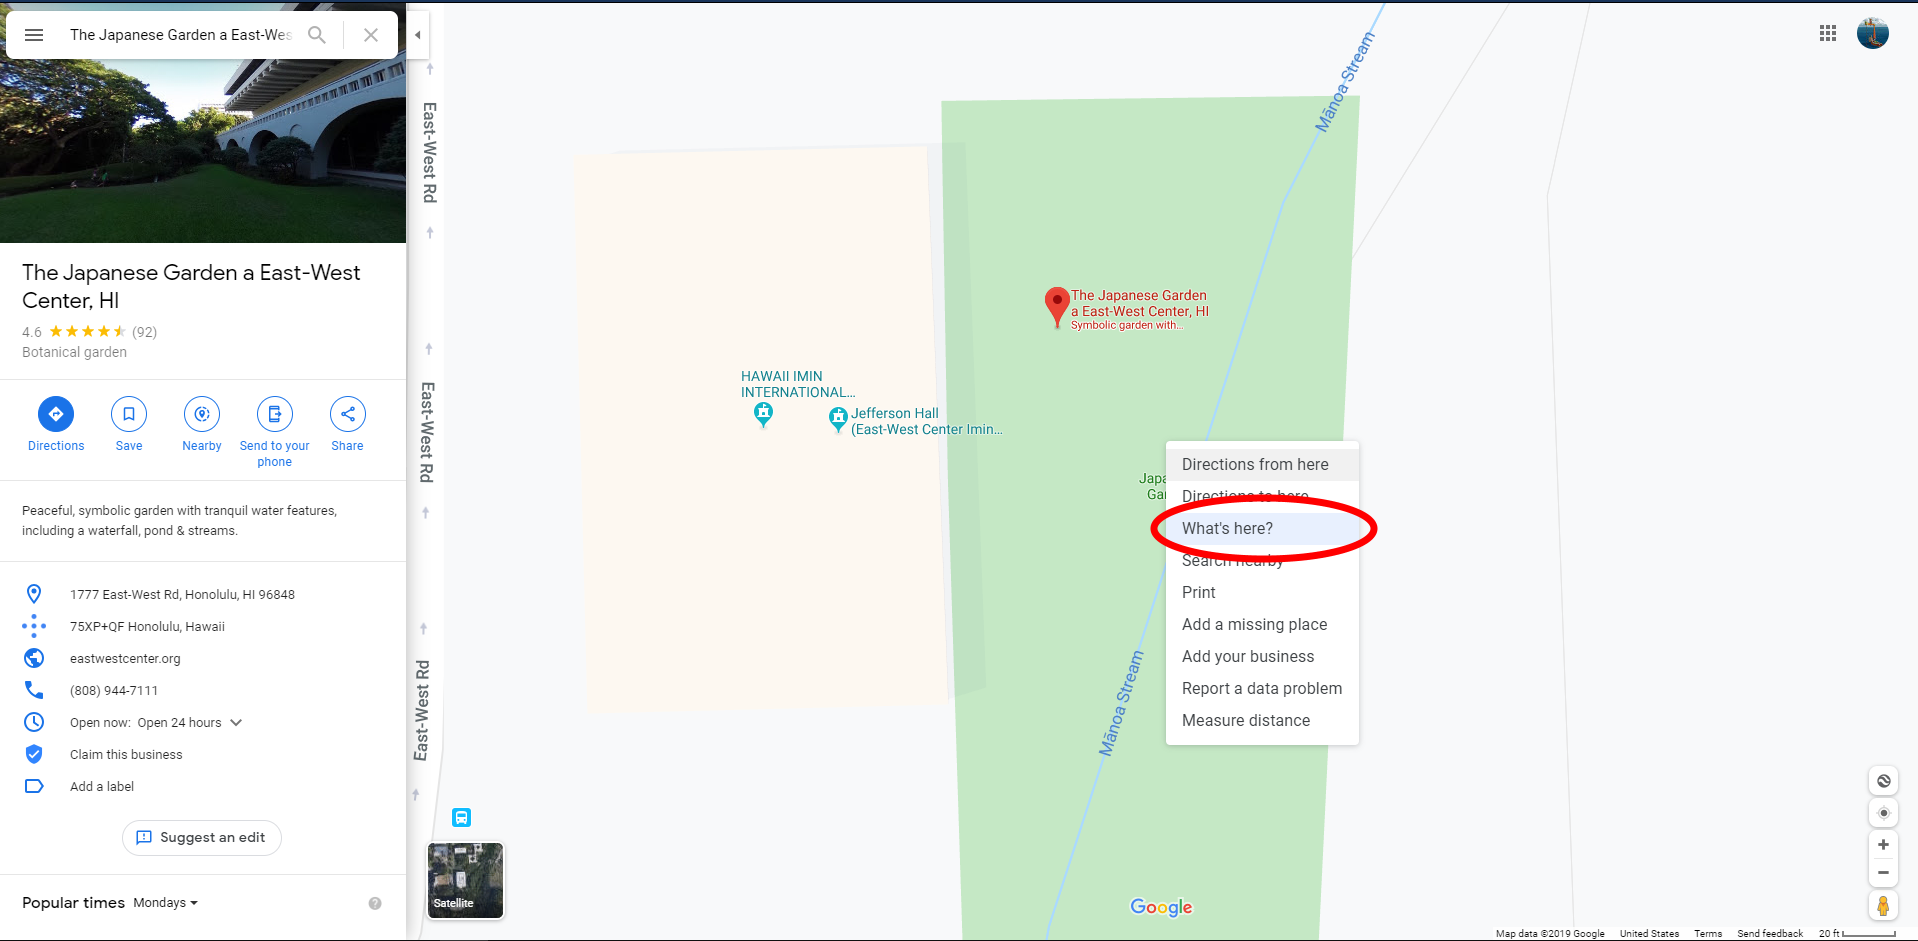 The Japanese Garden a East-Wes
The Japanese Garden a East-West
Center, HI
4.6 (92)
Botanical garden
Directions
Save
Nearby
Send to your
phone
Share
Peaceful, symbolic garden with tranquil water features,
including a waterfall, pond & streams.
1777 East-West Rd, Honolulu, HI 96848
75XP+QF Honolulu, Hawaii
eastwestcenter.org
(808) 944-7111
Open now: Open 24 hours
Claim this business
Add a label
Suggest an edit
Popular times Mondays
?
East-West Rd
East-West Rd
East-West Rd
Satellite
Mānoa Stream
The Japanese Garden
a East-West Center, HI
Symbolic garden with...
HAWAII IMIN
INTERNATIONAL...
Jefferson Hall
(East-West Center Imin...
Japa
Gar
Directions from here
Directions to here
What's here?
Search nearby
Print
Add a missing place
Add your business
Report a data problem
Measure distance
Mānoa Stream
Google
Map data ©2019 Google United States Terms Send feedback 20 ft